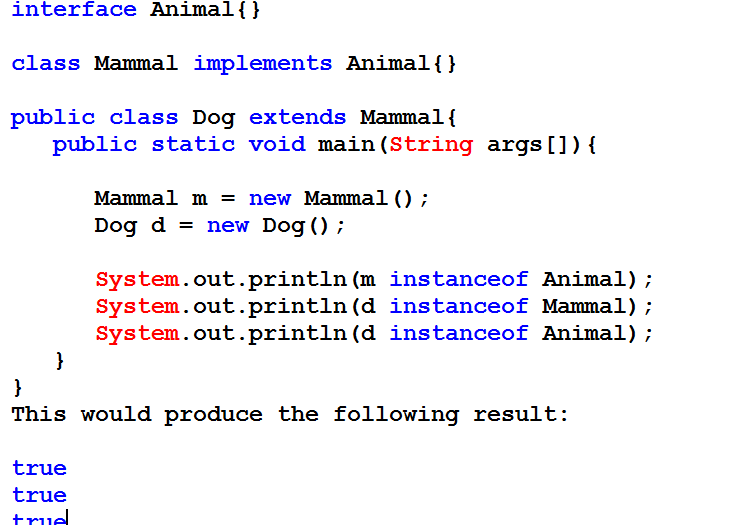 interface Animal{}
class Mammal implements Animal{}
public class Dog extends Mammal{
public static void main(String args[]){
Mammal m = new Mammal();
Dog d = new Dog();
System.out.println(m instanceof Animal);
System.out.println(d instanceof Mammal);
System.out.println(d instanceof Animal);
}
}
This would produce the following result:
true
true
true